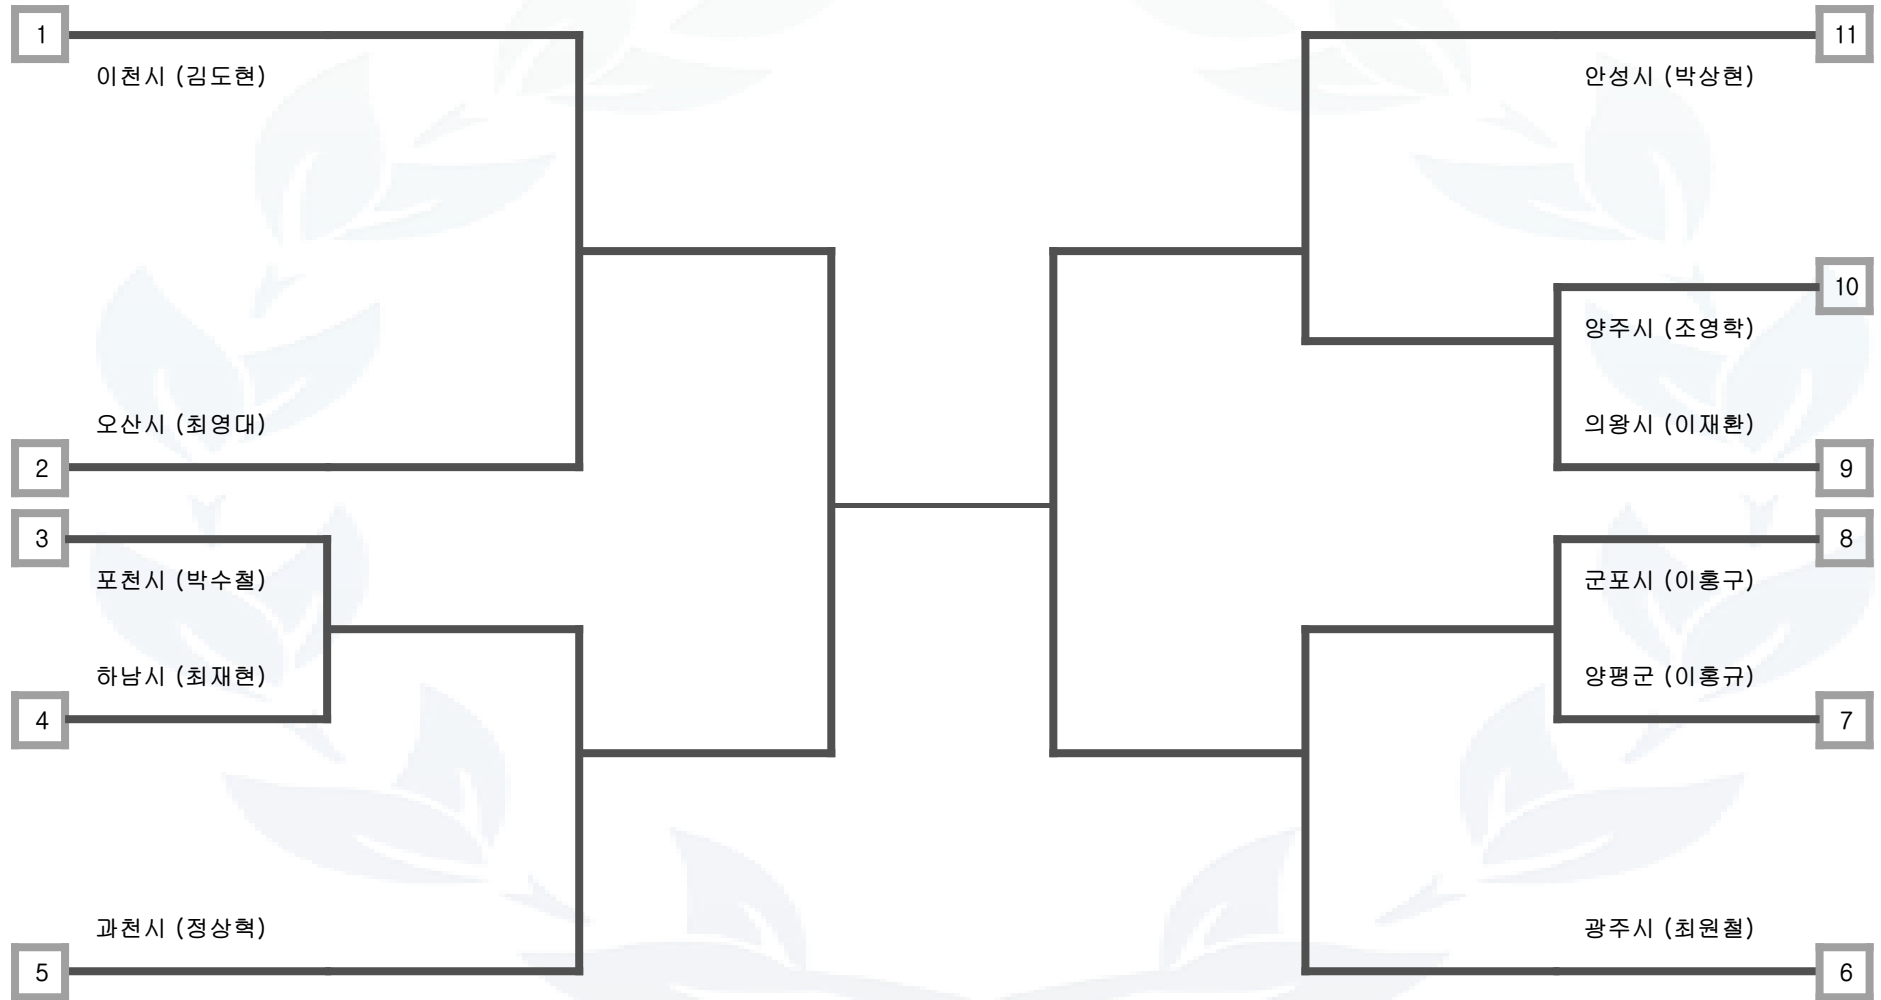 1
이천시 (김도현)
오산시 (최영대)
2
3
포천시 (박수철)
하남시 (최재현)
4
과천시 (정상혁)
5
11
안성시 (박상현)
10
양주시 (조영학)
의왕시 (이재환)
9
8
군포시 (이홍구)
양평군 (이홍규)
7
광주시 (최원철)
6